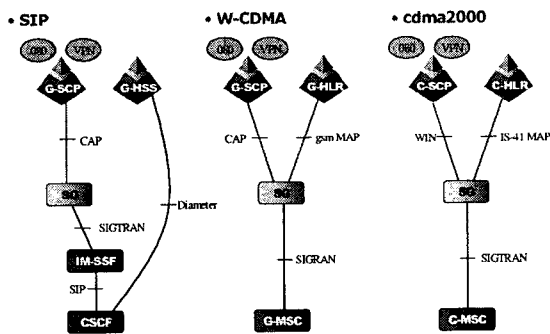 • SIP
080 VPN
G-SCP G-HSS
CAP
SG
SIGTRAN
Diameter
IM-SSF
SIP
CSCF
• W-CDMA
080 VPN
G-SCP G-HLR
CAP gsm MAP
SG
SIGRAN
G-MSC
• cdma2000
080 VPN
C-SCP C-HLR
WIN IS-41 MAP
SG
SIGTRAN
C-MSC